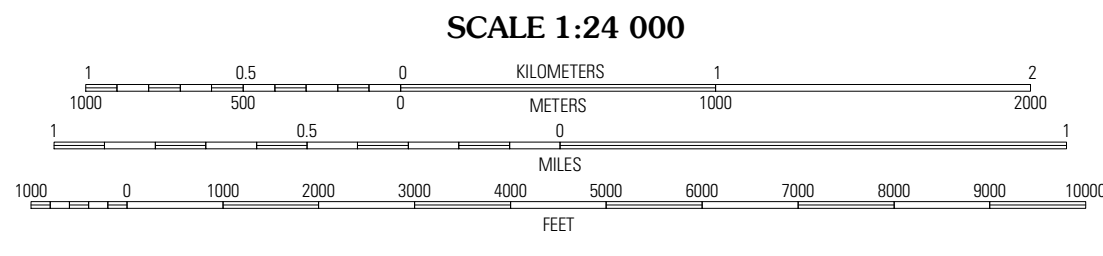 SCALE 1:24 000
1 0.5 0 KILOMETERS 1 2
1000 500 0 METERS 1000 2000
1 0.5 0 1
MILES
1000 0 1000 2000 3000 4000 5000 6000 7000 8000 9000 10000
FEET